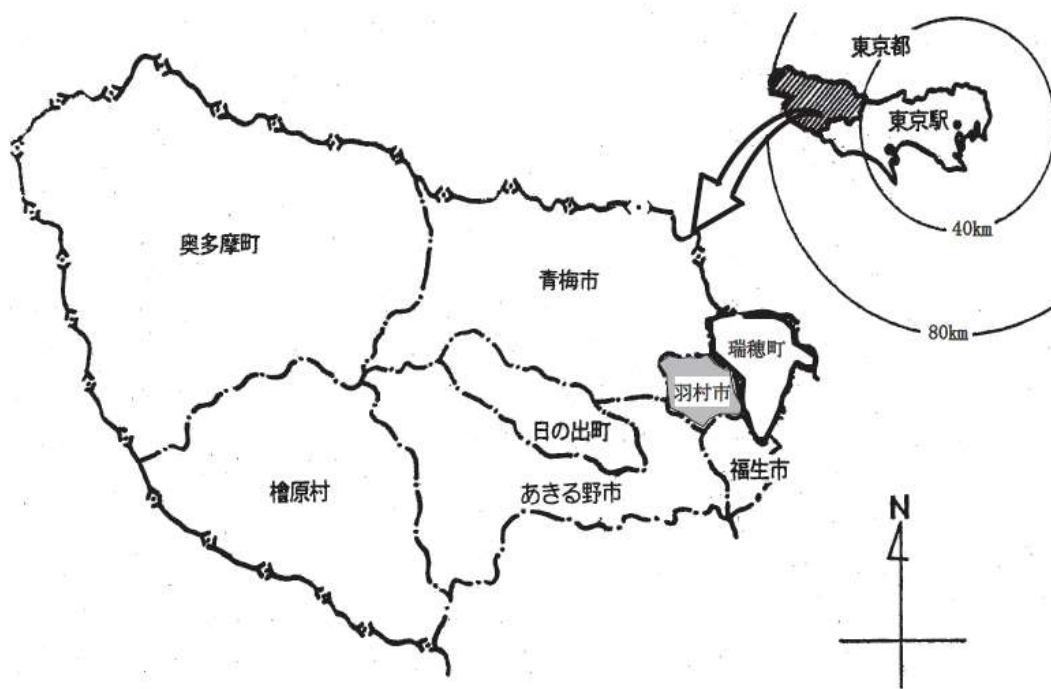 東京都
東京駅
40km
80km
奥多摩町
青梅市
瑞穂町
羽村市
日の出町
福生市
檜原村
あきる野市
N